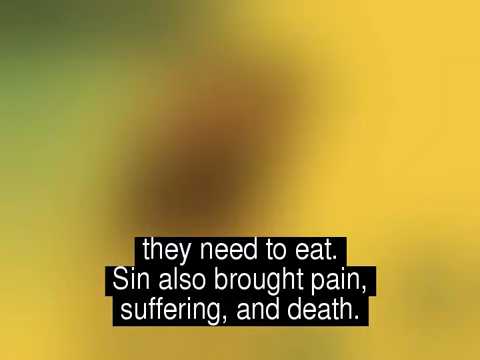 they need to eat.
Sin also brought pain,
suffering, and death.